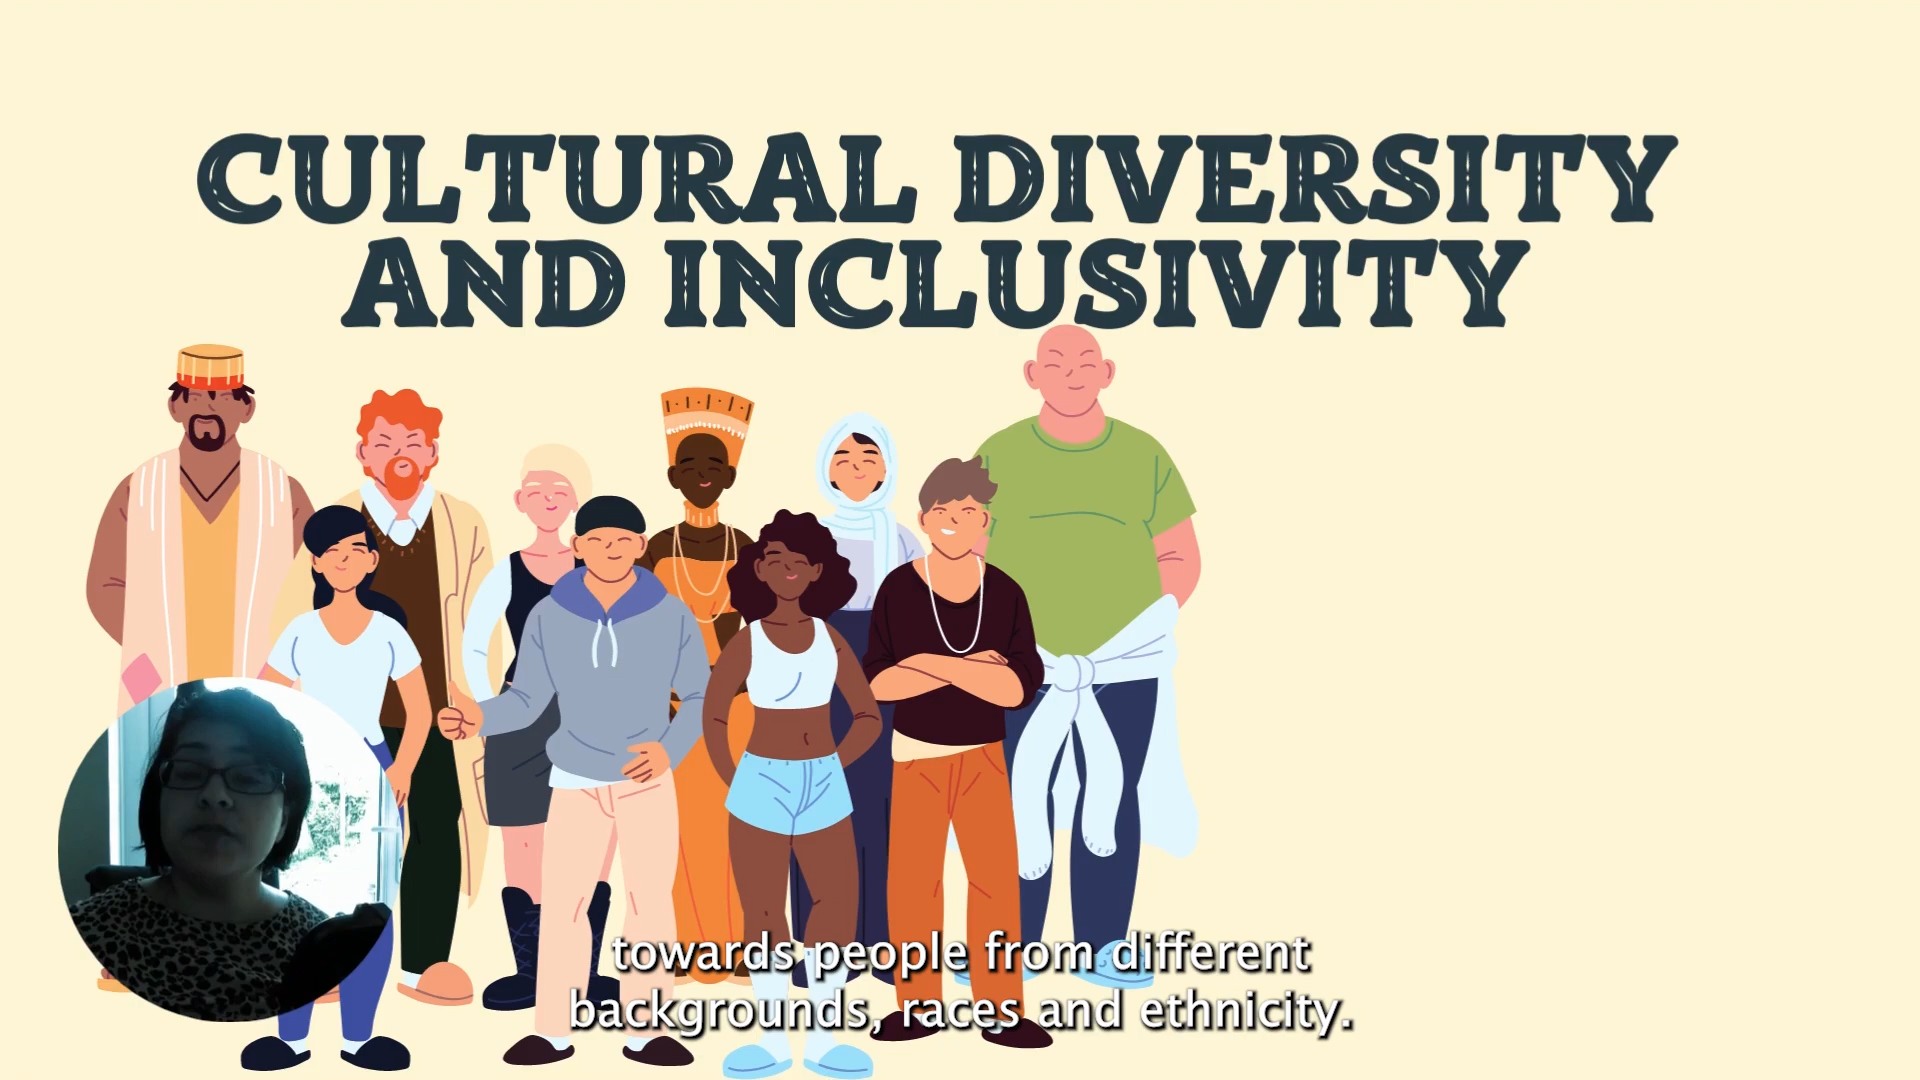 CULTURAL DIVERSITY
AND INCLUSIVITY
towards people from different
backgrounds, races and ethnicity.